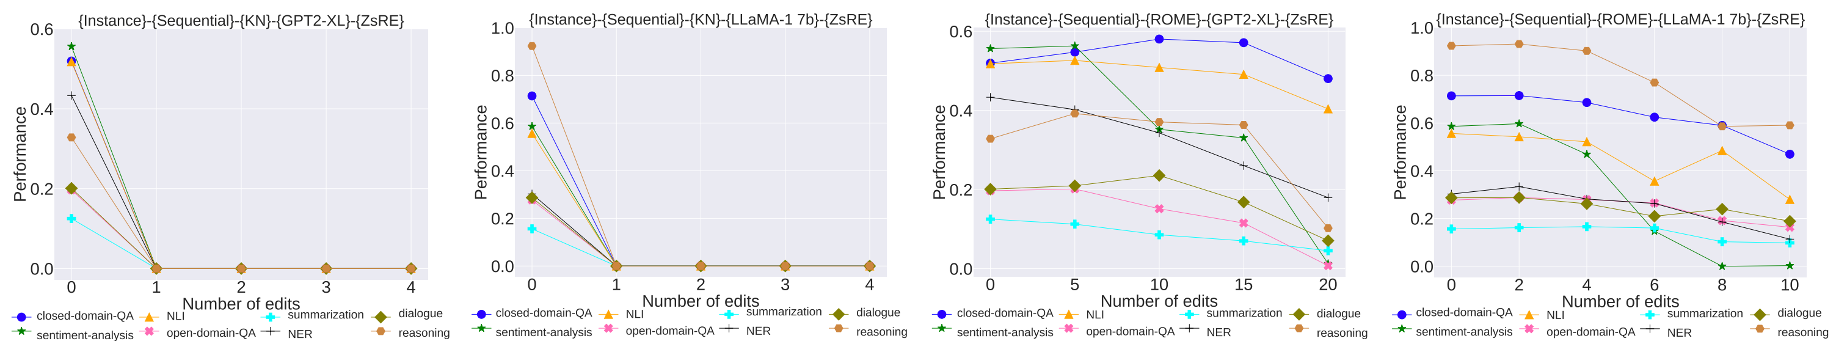 {Instance}-{Sequential}-{KN}-{GPT2-XL}-{ZsRE}
0.6
0.4
0.2
0.0
Performance
0 1 2 3 4
Number of edits
closed-domain-QA NLI summarization dialogue
sentiment-analysis open-domain-QA NER reasoning
{Instance}-{Sequential}-{KN}-{LLaMA-1 7b}-{ZsRE}
1.0
0.8
0.6
0.4
0.2
0.0
Performance
0 1 2 3 4
Number of edits
closed-domain-QA NLI summarization dialogue
sentiment-analysis open-domain-QA NER reasoning
{Instance}-{Sequential}-{ROME}-{GPT2-XL}-{ZsRE}
0.6
0.4
0.2
0.0
Performance
0 5 10 15 20
Number of edits
closed-domain-QA NLI summarization dialogue
sentiment-analysis open-domain-QA NER reasoning
{Instance}-{Sequential}-{ROME}-{LLaMA-1 7b}-{ZsRE}
1.0
0.8
0.6
0.4
0.2
0.0
Performance
0 2 4 6 8 10
Number of edits
closed-domain-QA NLI summarization dialogue
sentiment-analysis open-domain-QA NER reasoning